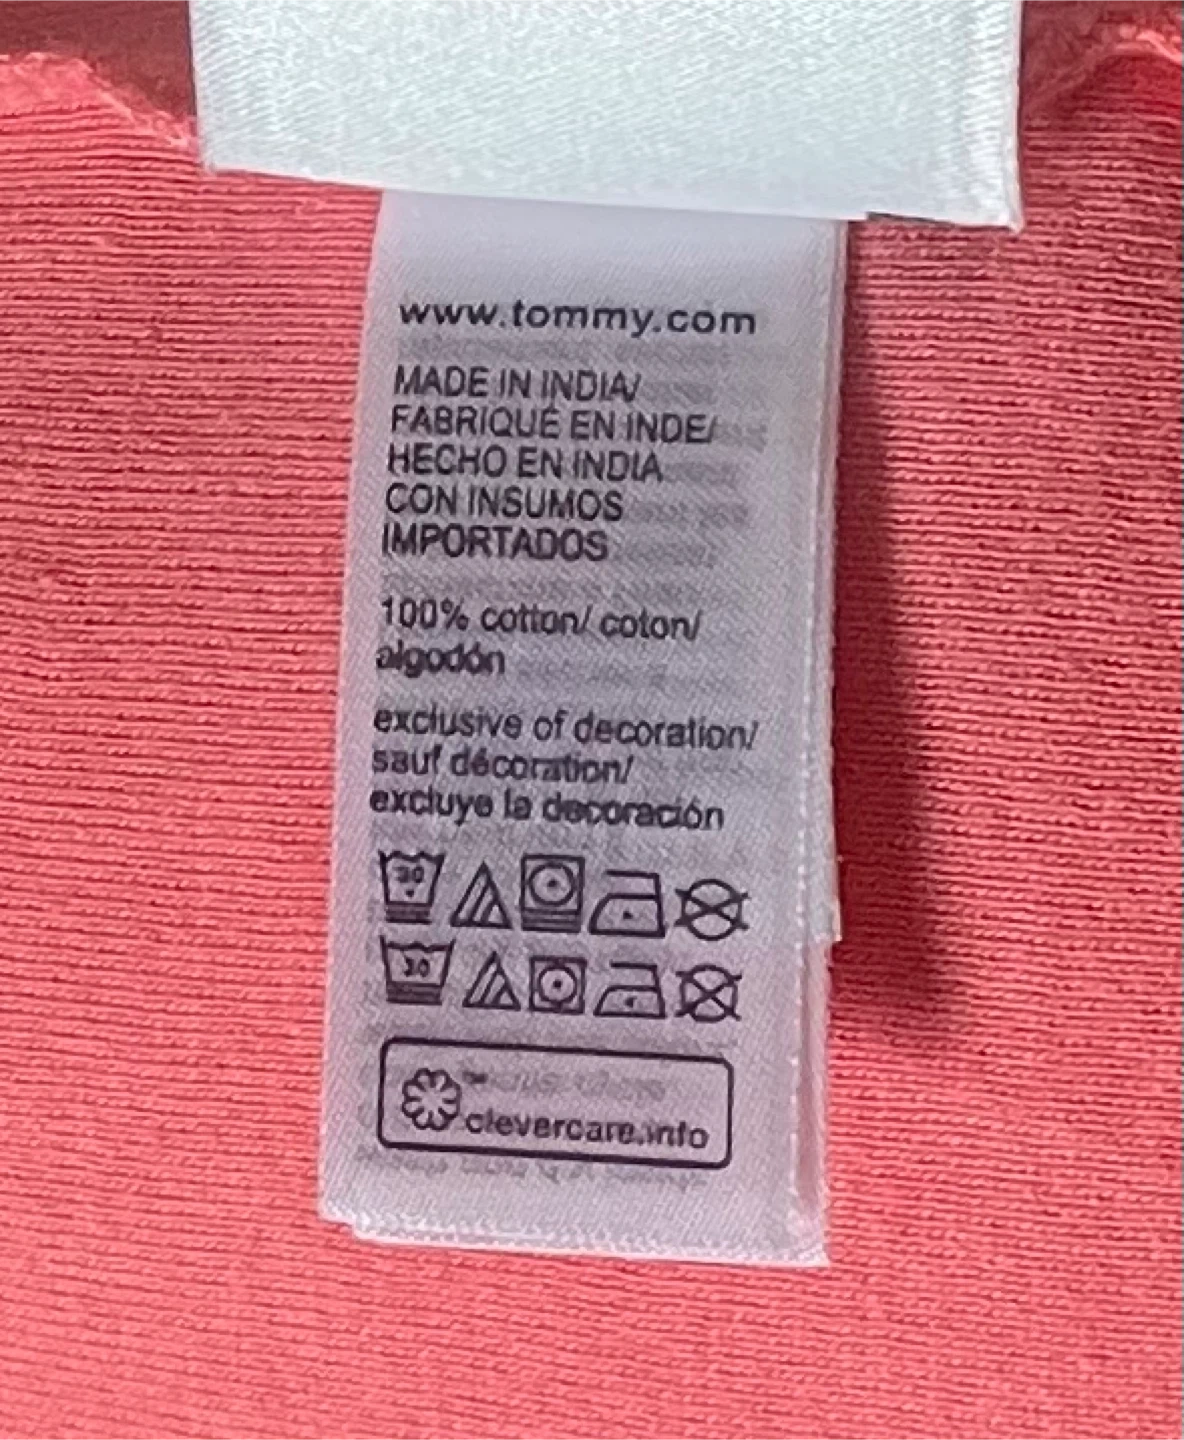 www.tommy.com
MADE IN INDIA/
FABRIQUÉ EN INDE/
HECHO EN INDIA
CON INSUMOS
IMPORTADOS
100% cotton/ coton/
algodón
exclusive of decoration/
sauf décoration/
excluye la decoración
30
30
clevercare.info